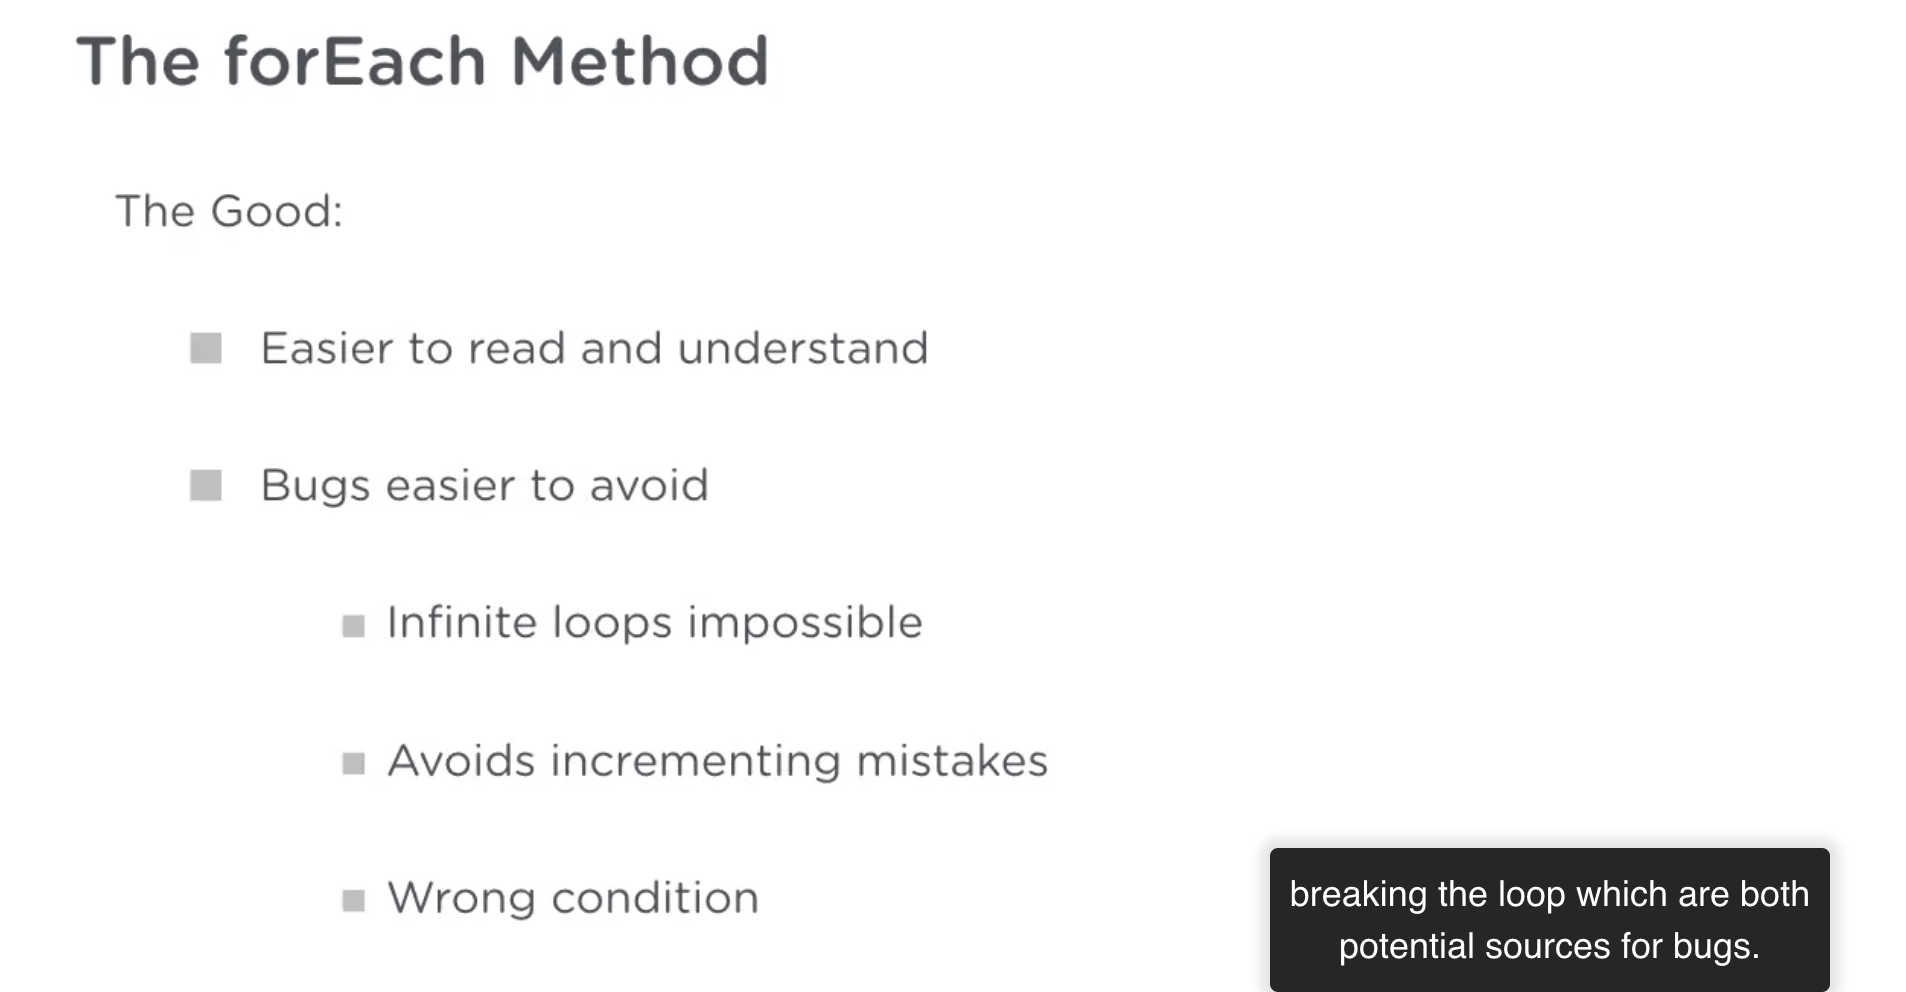 The forEach Method
The Good:
Easier to read and understand
Bugs easier to avoid
Infinite loops impossible
Avoids incrementing mistakes
Wrong condition
breaking the loop which are both
potential sources for bugs.